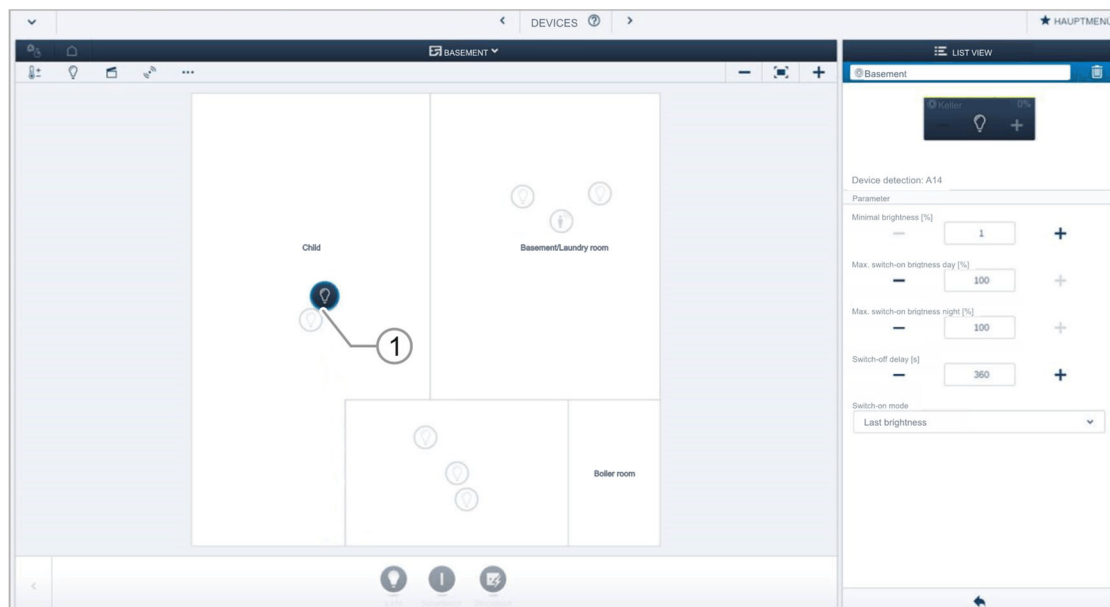 DEVICES ?
HAUPTMENÜ
BASEMENT
LIST VIEW
Basement
Keller 0%
Device detection: A14
Parameter
Minimal brightness [%]
1
Max. switch-on brigtness day [%]
100
Max. switch-on brigtness night [%]
100
Switch-off delay [s]
360
Switch-on mode
Last brightness
Child
Basement/Laundry room
1
Boiler room